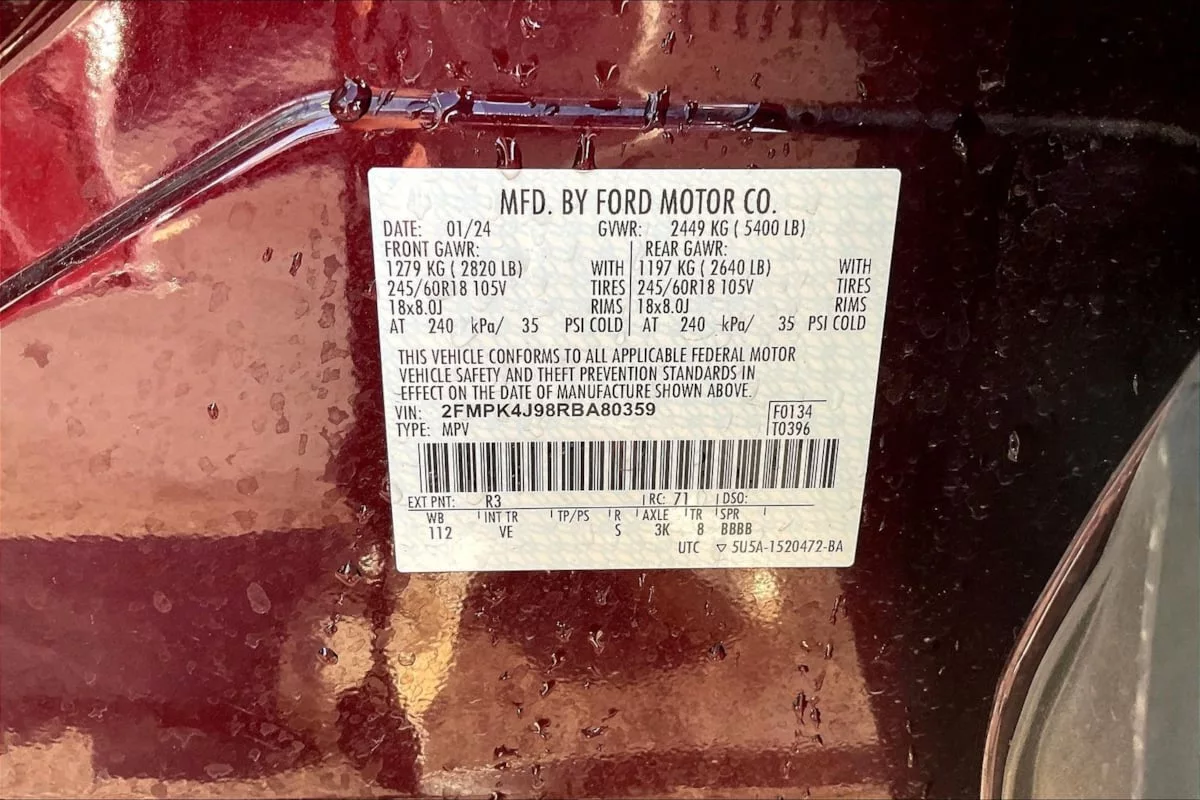 MFD. BY FORD MOTOR CO.
DATE: 01/24 GVWR: 2449 KG ( 5400 LB)
FRONT GAWR: REAR GAWR:
1279 KG ( 2820 LB) WITH 1197 KG ( 2640 LB) WITH
245/60R18 105V TIRES 245/60R18 105V TIRES
18x8.0J RIMS 18x8.0J RIMS
AT 240 kPa/ 35 PSI COLD AT 240 kPa/ 35 PSI COLD
THIS VEHICLE CONFORMS TO ALL APPLICABLE FEDERAL MOTOR
VEHICLE SAFETY AND THEFT PREVENTION STANDARDS IN
EFFECT ON THE DATE OF MANUFACTURE SHOWN ABOVE.
VIN: 2FMPK4J98RBA80359 F0134
TYPE: MPV T0396
EXT PNT: R3 RC: 71 DSO:
WB INT TR TP/PS R AXLE TR SPR
112 VE S 3K 8 BBBB
UTC ▽ 5U5A-1520472-BA